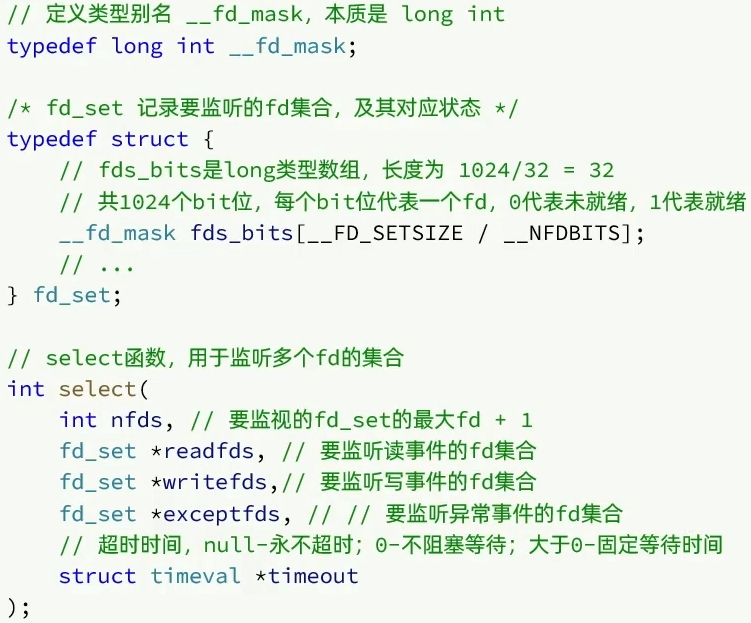 // 定义类型别名 __fd_mask，本质是 long int
typedef long int __fd_mask;
/* fd_set 记录要监听的fd集合，及其对应状态 */
typedef struct {
    // fds_bits是long类型数组，长度为 1024/32 = 32
    // 共1024个bit位，每个bit位代表一个fd，0代表未就绪，1代表就绪
    __fd_mask fds_bits[__FD_SETSIZE / __NFDBITS];
    // ...
} fd_set;
// select函数，用于监听多个fd的集合
int select(
    int nfds, // 要监视的fd_set的最大fd + 1
    fd_set *readfds, // 要监听读事件的fd集合
    fd_set *writefds,// 要监听写事件的fd集合
    fd_set *exceptfds, // // 要监听异常事件的fd集合
    // 超时时间，null-永不超时；0-不阻塞等待；大于0-固定等待时间
    struct timeval *timeout
);